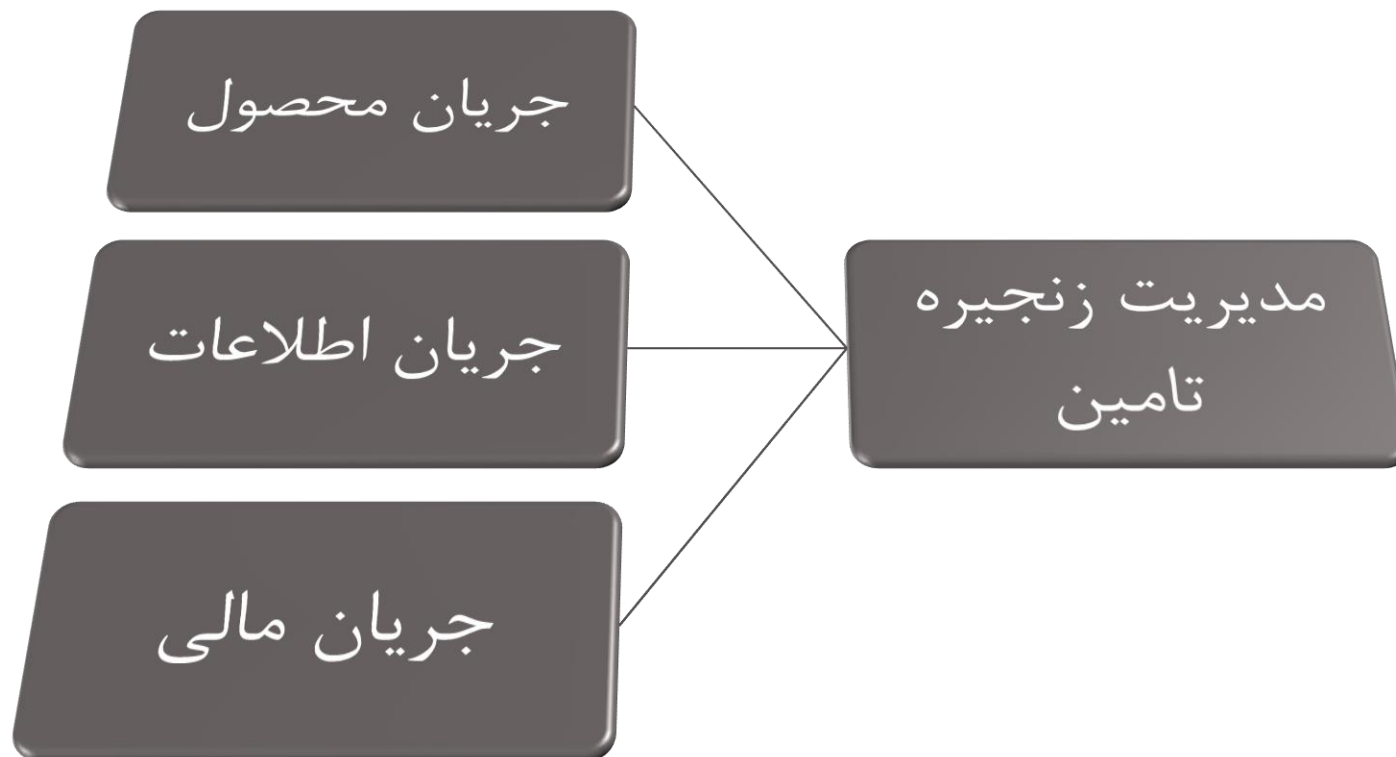 مدیریت زنجیره
تامین
جریان محصول
جریان اطلاعات
جریان مالی